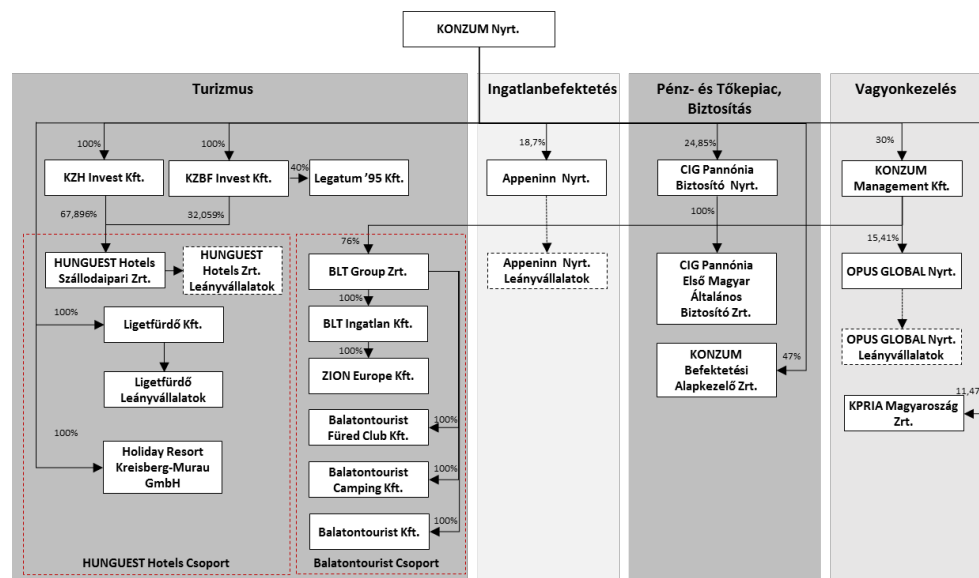 KONZUM Nyrt.
Turizmus
Ingatlanbefektetés
Pénz- és Tőkepiac,
Biztosítás
Vagyonkezelés
100%
100%
18,7%
24,85%
30%
KZH Invest Kft.
KZBF Invest Kft.
40%
Legatum ’95 Kft.
Appeninn Nyrt.
CIG Pannónia
Biztosító Nyrt.
KONZUM
Management Kft.
67,896%
32,059%
100%
76%
15,41%
HUNGUEST Hotels
Szállodaipari Zrt.
HUNGUEST
Hotels Zrt.
Leányvállalatok
BLT Group Zrt.
Appeninn Nyrt.
Leányvállalatok
CIG Pannónia
Első Magyar
Általános
Biztosító Zrt.
OPUS GLOBAL Nyrt.
100%
100%
Ligetfürdő Kft.
BLT Ingatlan Kft.
OPUS GLOBAL Nyrt.
Leányvállalatok
100%
ZION Europe Kft.
KONZUM
Befektetési
Alapkezelő Zrt.
47%
Ligetfürdő
Leányvállalatok
11,47
KPRIA Magyaroszág
Zrt.
Balatontourist
Füred Club Kft.
100%
100%
Holiday Resort
Kreisberg-Murau
GmbH
Balatontourist
Camping Kft.
100%
Balatontourist Kft.
100%
HUNGUEST Hotels Csoport
Balatontourist Csoport